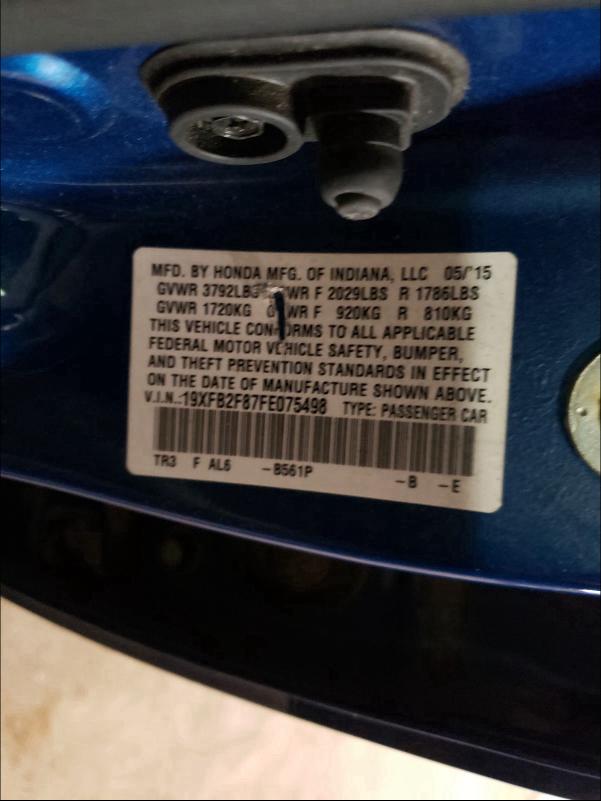 MFD. BY HONDA MFG. OF INDIANA, LLC 05/'15
GVWR 3792LBS GAWR F 2029LBS R 1786LBS
GVWR 1720KG GAWR F 920KG R 810KG
THIS VEHICLE CONFORMS TO ALL APPLICABLE
FEDERAL MOTOR VEHICLE SAFETY, BUMPER,
AND THEFT PREVENTION STANDARDS IN EFFECT
ON THE DATE OF MANUFACTURE SHOWN ABOVE.
V.I.N.:19XFB2F87FE075498 TYPE: PASSENGER CAR
TR3 F AL6 -B561P -B -E